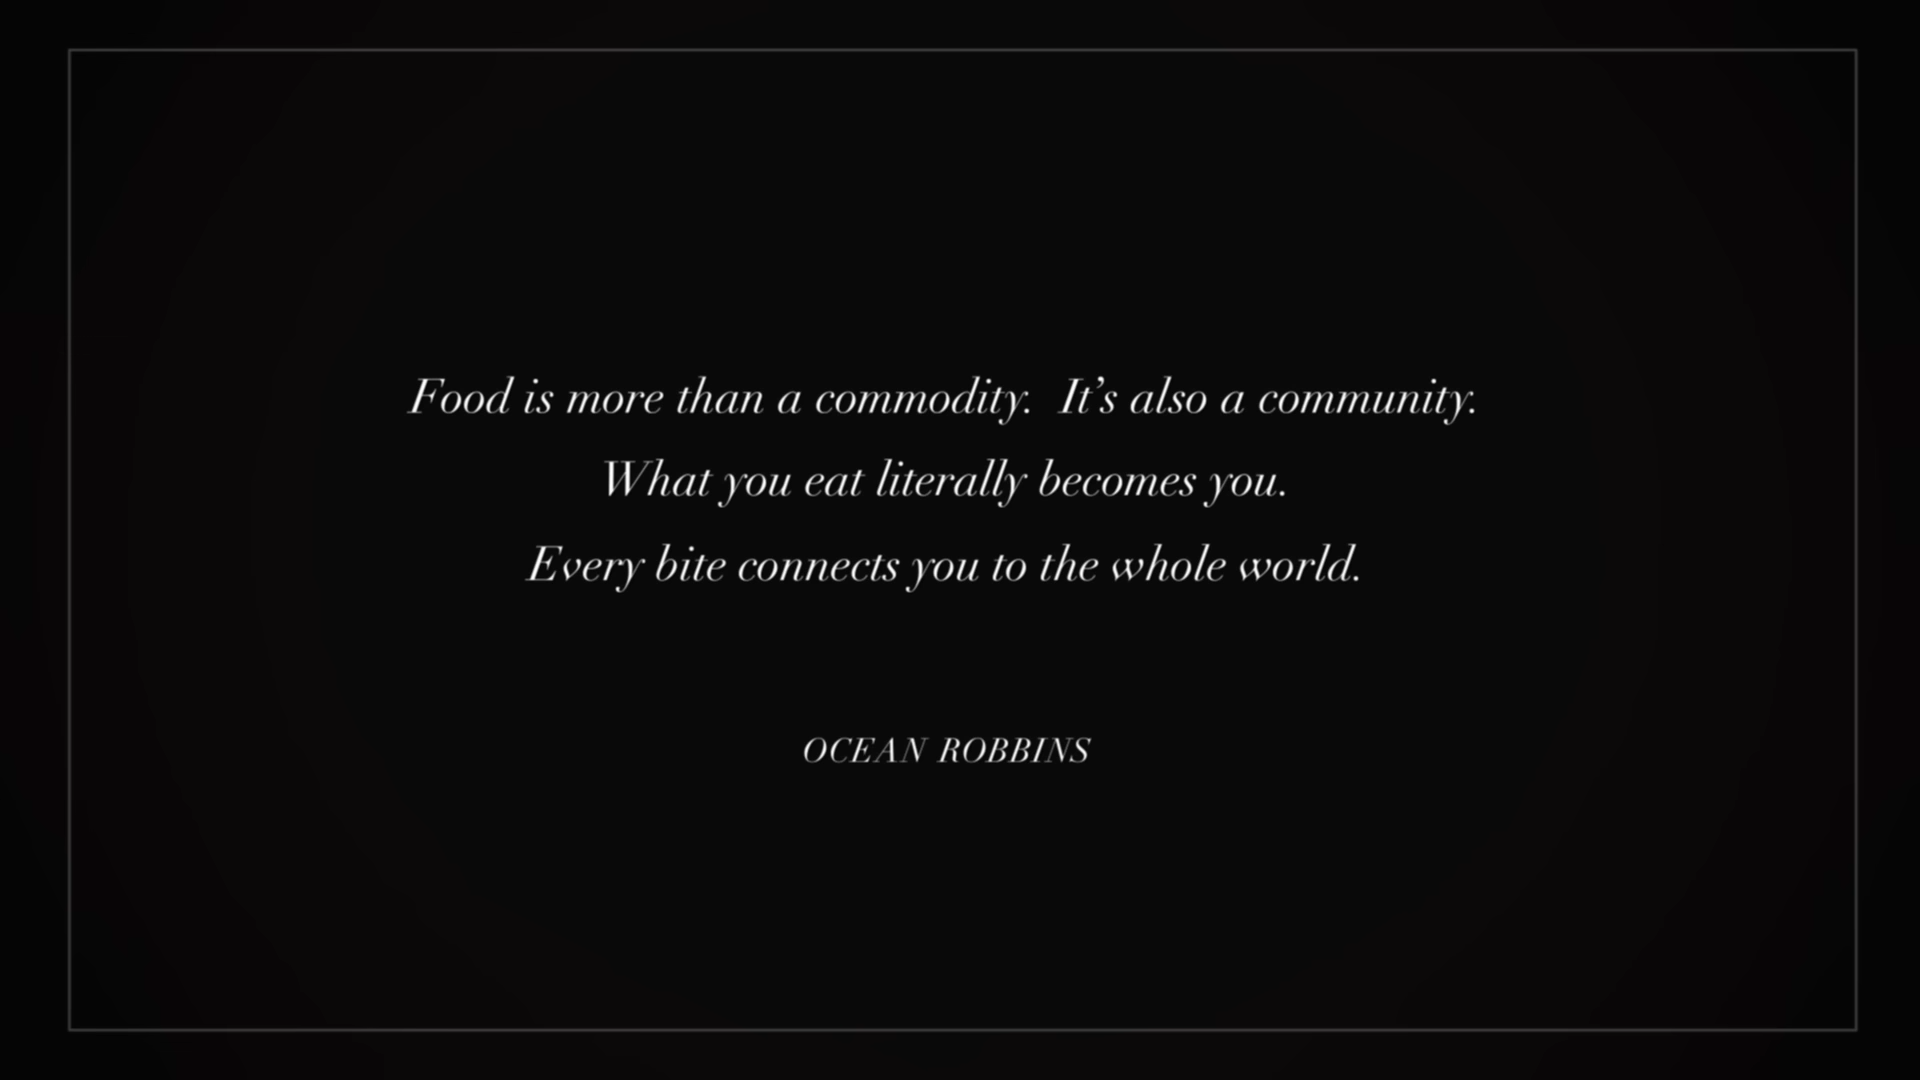 Food is more than a commodity.  It’s also a community.
What you eat literally becomes you.
Every bite connects you to the whole world.
OCEAN ROBBINS